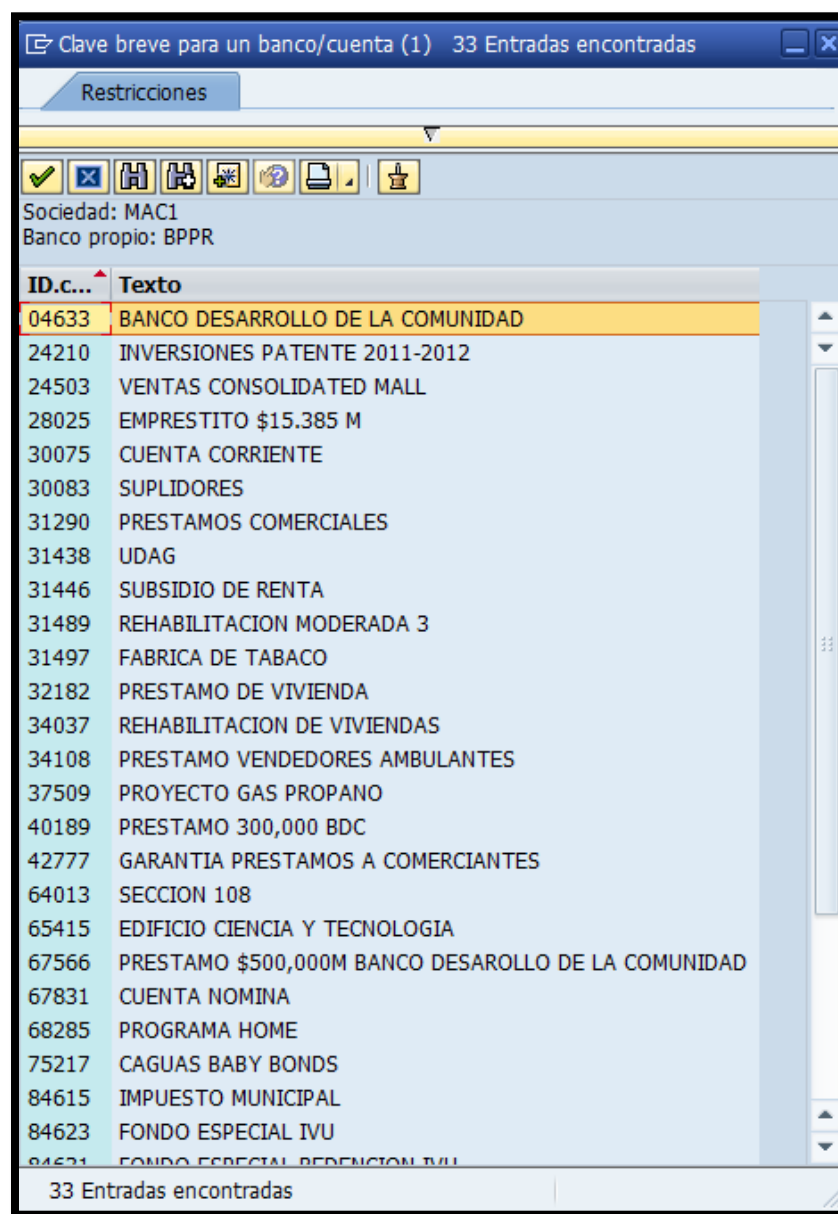 Clave breve para un banco/cuenta (1) 33 Entradas encontradas
Restricciones
Sociedad: MAC1
Banco propio: BPPR
ID.c... Texto
04633 BANCO DESARROLLO DE LA COMUNIDAD
24210 INVERSIONES PATENTE 2011-2012
24503 VENTAS CONSOLIDATED MALL
28025 EMPRESTITO $15.385 M
30075 CUENTA CORRIENTE
30083 SUPLIDORES
31290 PRESTAMOS COMERCIALES
31438 UDAG
31446 SUBSIDIO DE RENTA
31489 REHABILITACION MODERADA 3
31497 FABRICA DE TABACO
32182 PRESTAMO DE VIVIENDA
34037 REHABILITACION DE VIVIENDAS
34108 PRESTAMO VENDEDORES AMBULANTES
37509 PROYECTO GAS PROPANO
40189 PRESTAMO 300,000 BDC
42777 GARANTIA PRESTAMOS A COMERCIANTES
64013 SECCION 108
65415 EDIFICIO CIENCIA Y TECNOLOGIA
67566 PRESTAMO $500,000M BANCO DESAROLLO DE LA COMUNIDAD
67831 CUENTA NOMINA
68285 PROGRAMA HOME
75217 CAGUAS BABY BONDS
84615 IMPUESTO MUNICIPAL
84623 FONDO ESPECIAL IVU
84631 FONDO ESPECIAL REDENCION IVU
33 Entradas encontradas